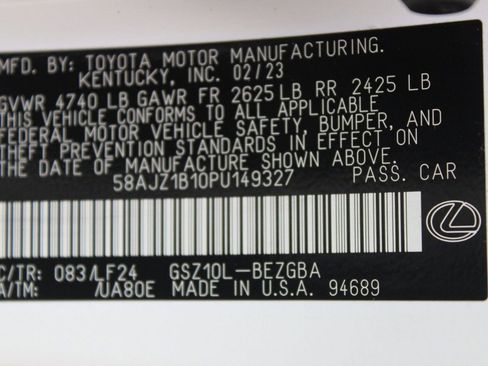 MFD. BY: TOYOTA MOTOR MANUFACTURING.
KENTUCKY, INC. 02/23
GVWR 4740 LB GAWR FR 2625 LB RR 2425 LB
THIS VEHICLE CONFORMS TO ALL APPLICABLE
FEDERAL MOTOR VEHICLE SAFETY, BUMPER, AND
THEFT PREVENTION STANDARDS IN EFFECT ON
THE DATE OF MANUFACTURE SHOWN ABOVE.
58AJZ1B10PU149327 PASS. CAR
C/TR: 083/LF24 GSZ10L-BEZGBA
A/TM: /UA80E MADE IN U.S.A. 94689